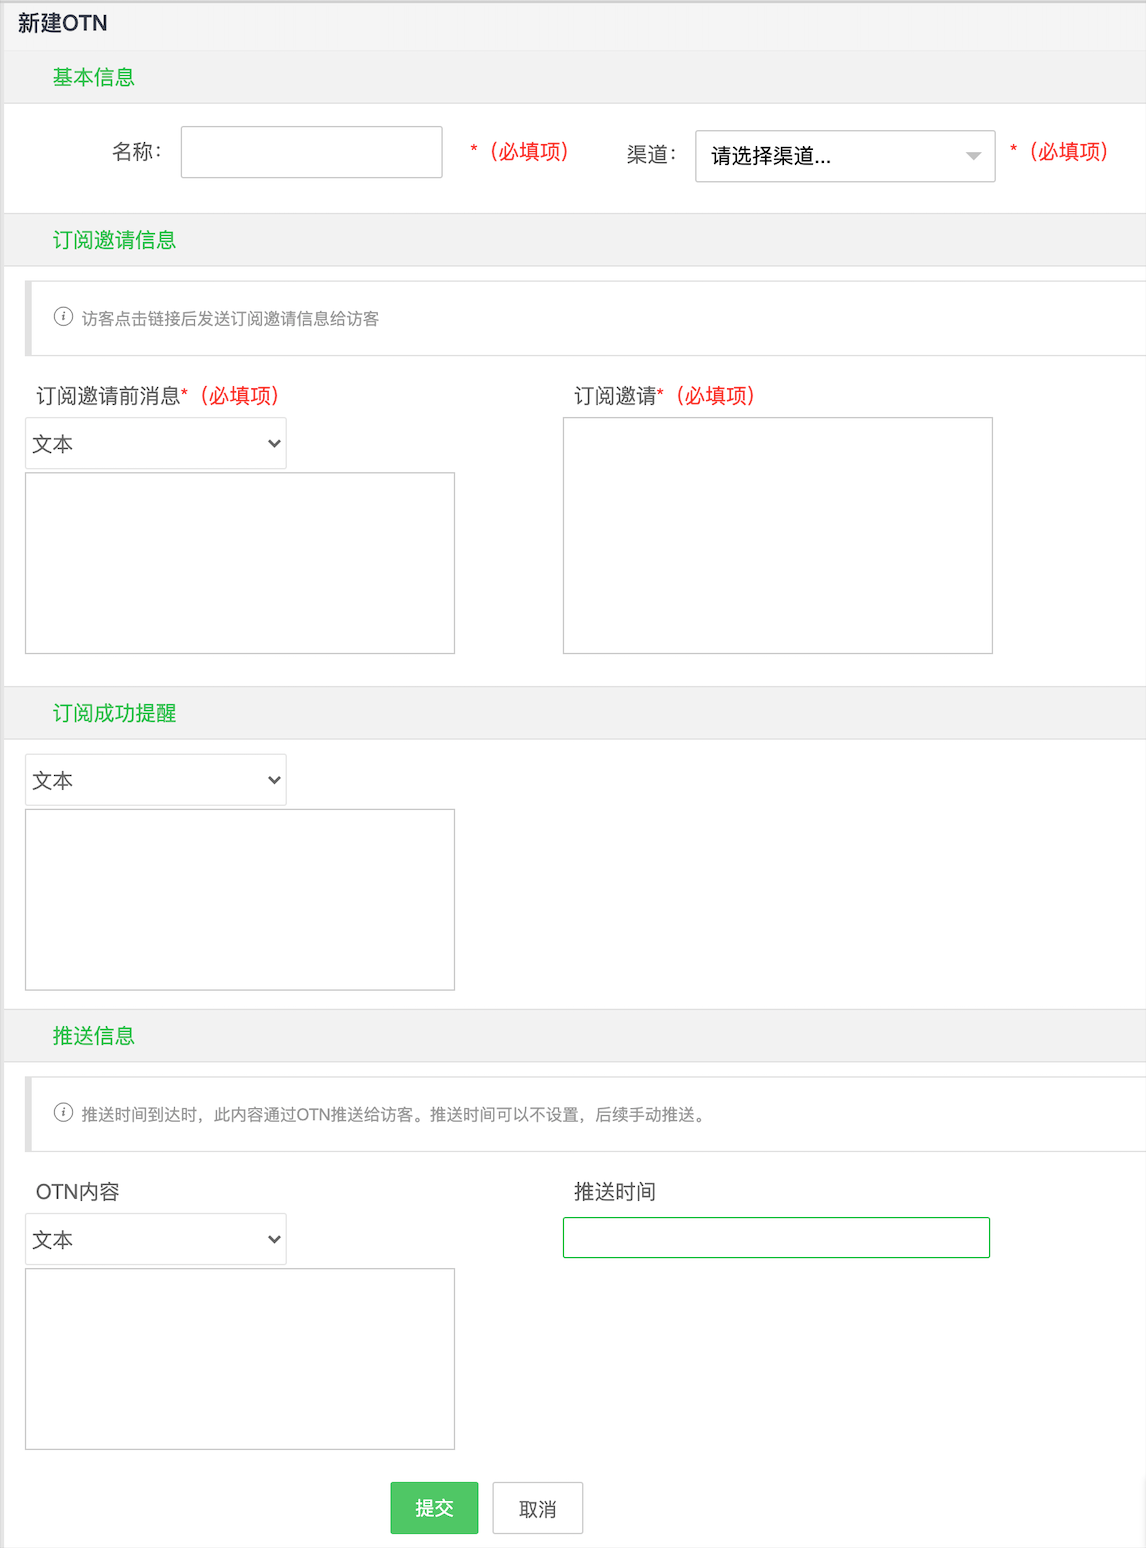 新建OTN
基本信息
名称： *（必填项） 渠道： 请选择渠道... *（必填项）
订阅邀请信息
访客点击链接后发送订阅邀请信息给访客
订阅邀请前消息*（必填项） 订阅邀请*（必填项）
文本
订阅成功提醒
文本
推送信息
推送时间到达时，此内容通过OTN推送给访客。推送时间可以不设置，后续手动推送。
OTN内容 推送时间
文本
提交 取消